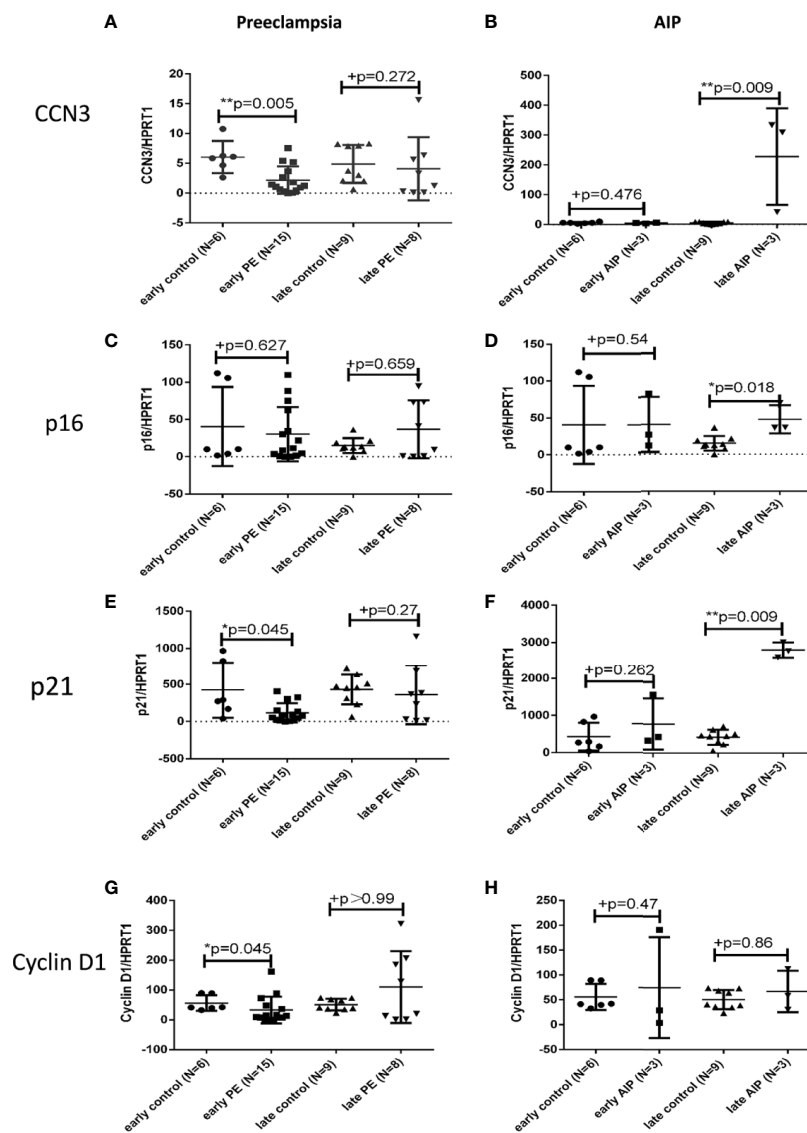 A
Preeclampsia
B
AIP
CCN3
CCN3/HPRT1
20
15
10
5
0
-5
**p=0.005
+p=0.272
early control (N=6)
early PE (N=15)
late control (N=9)
late PE (N=8)
CCN3/HPRT1
500
400
300
200
100
0
+p=0.476
**p=0.009
early control (N=6)
early AIP (N=3)
late control (N=9)
late AIP (N=3)
C
D
p16
p16/HPRT1
150
100
50
0
-50
+p=0.627
+p=0.659
early control (N=6)
early PE (N=15)
late control (N=9)
late PE (N=8)
p16/HPRT1
150
100
50
0
-50
+p=0.54
*p=0.018
early control (N=6)
early AIP (N=3)
late control (N=9)
late AIP (N=3)
E
F
p21
p21/HPRT1
1500
1000
500
0
-500
*p=0.045
+p=0.27
early control (N=6)
early PE (N=15)
late control (N=9)
late PE (N=8)
p21/HPRT1
4000
3000
2000
1000
0
+p=0.262
**p=0.009
early control (N=6)
early AIP (N=3)
late control (N=9)
late AIP (N=3)
G
H
Cyclin D1
Cyclin D1/HPRT1
400
300
200
100
0
-100
*p=0.045
+p>0.99
early control (N=6)
early PE (N=15)
late control (N=9)
late PE (N=8)
Cyclin D1/HPRT1
250
200
150
100
50
0
-50
+p=0.47
+p=0.86
early control (N=6)
early AIP (N=3)
late control (N=9)
late AIP (N=3)